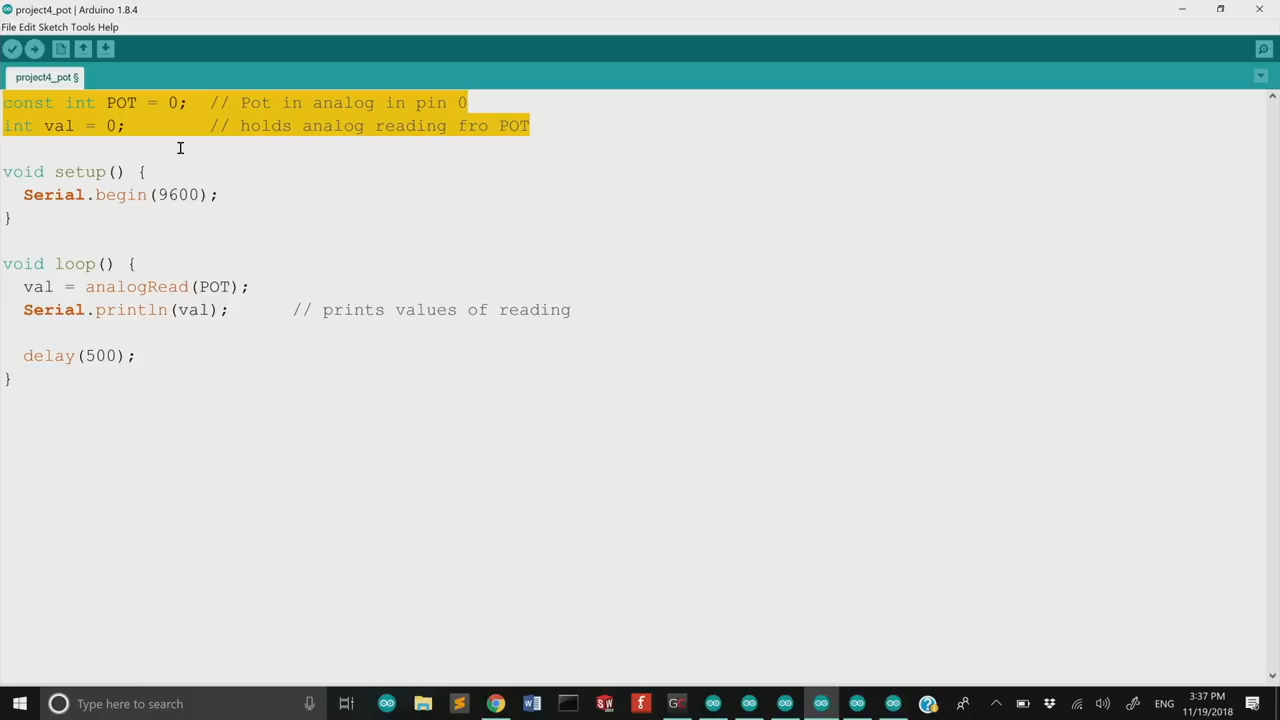 project4_pot | Arduino 1.8.4
File Edit Sketch Tools Help
project4_pot §
const int POT = 0;  // Pot in analog in pin 0
int val = 0;        // holds analog reading fro POT
void setup() {
  Serial.begin(9600);
}
void loop() {
  val = analogRead(POT);
  Serial.println(val);      // prints values of reading
  delay(500);
}
Type here to search
SW
2017
f
GC
ENG
3:37 PM
11/19/2018